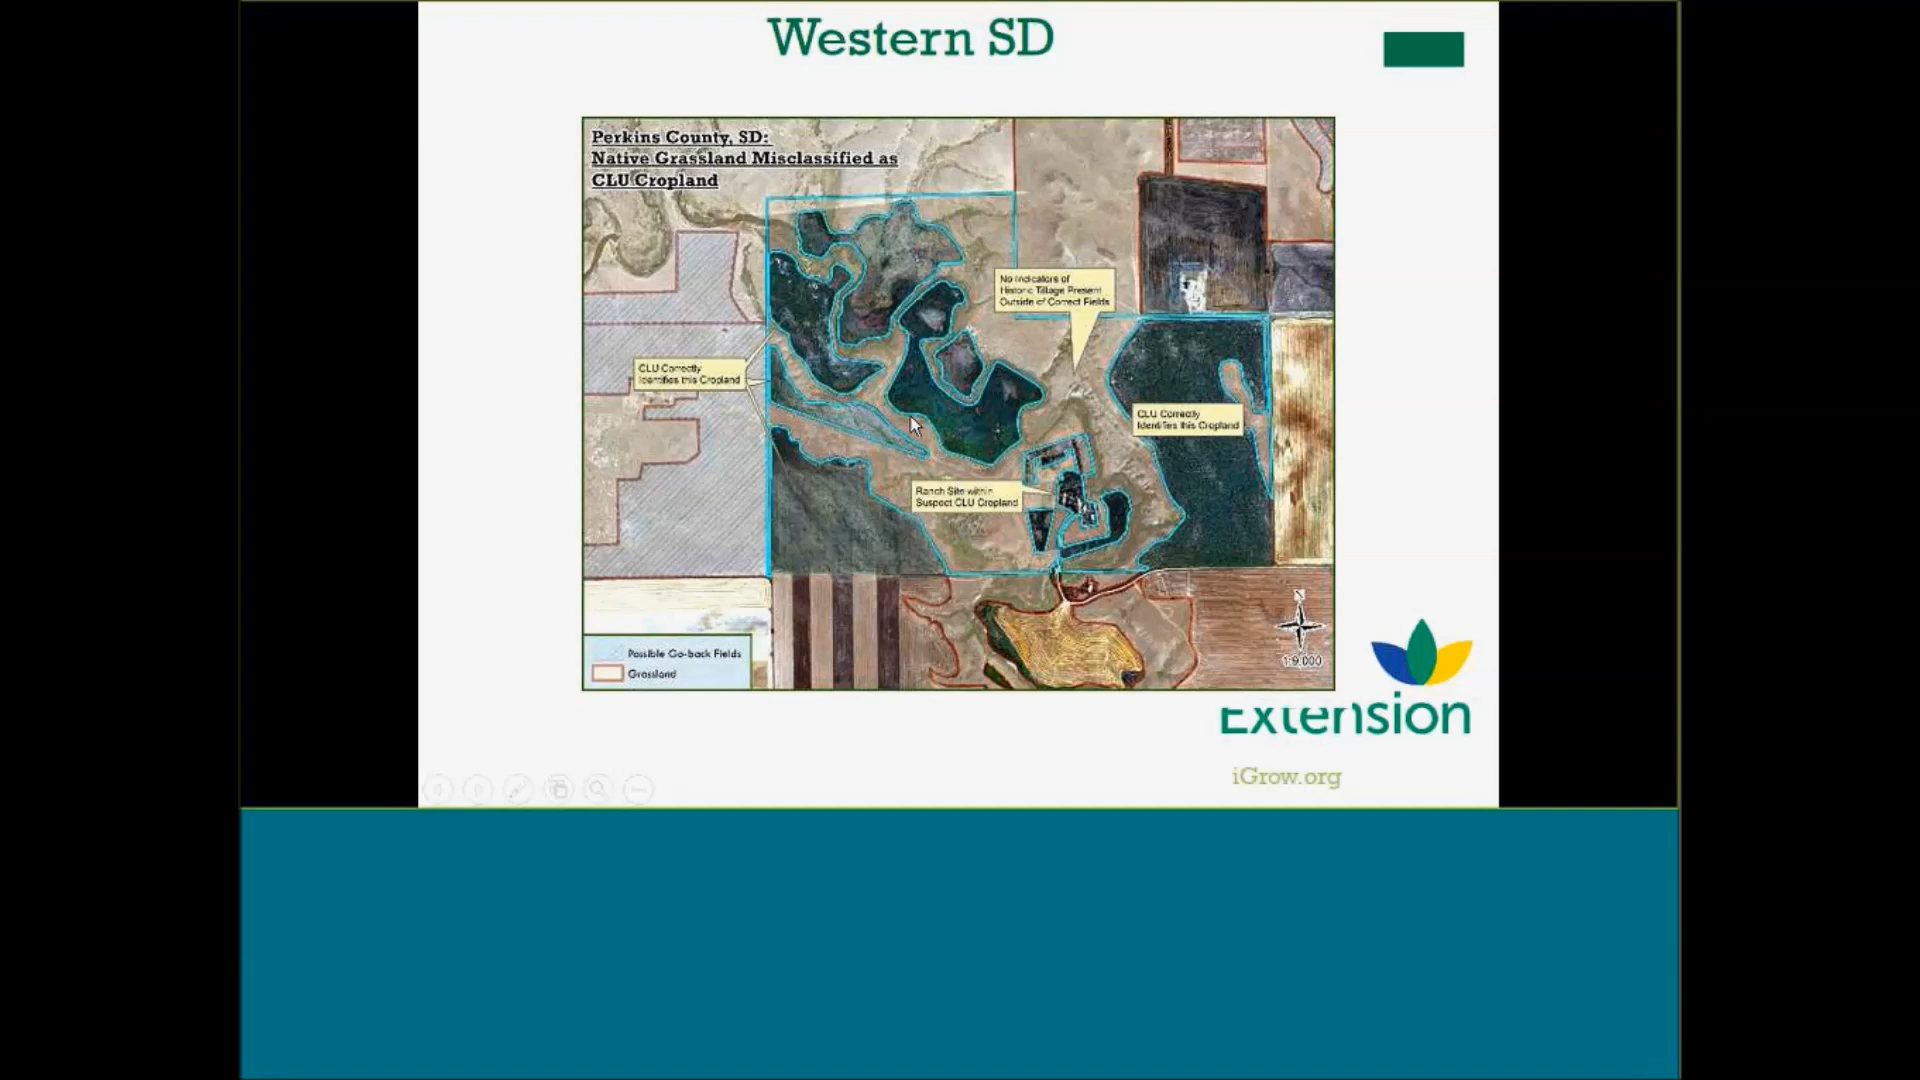 Western SD
Perkins County, SD:
Native Grassland Misclassified as
CLU Cropland
No Indicators of
Historic Tillage Present
Outside of Correct Fields
CLU Correctly
Identifies this Cropland
CLU Correctly
Identifies this Cropland
Ranch Site within
Suspect CLU Cropland
N
1:9,000
Possible Go-back Fields
Grassland
Extension
iGrow.org